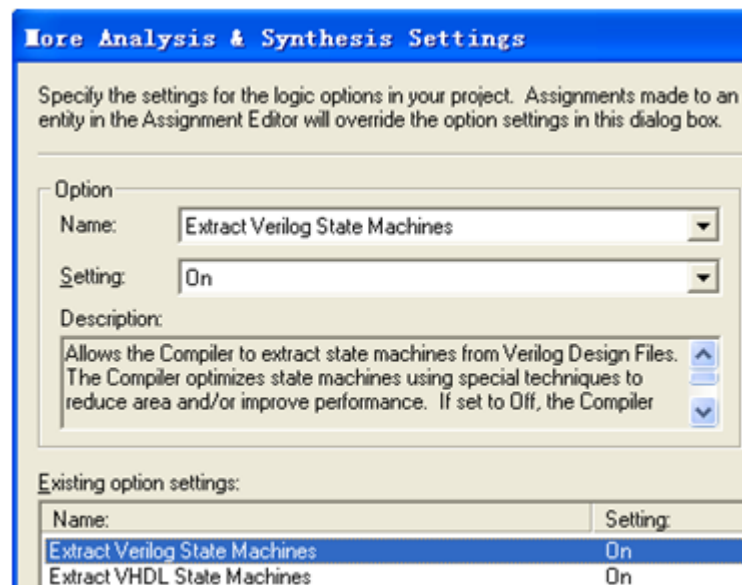 More Analysis & Synthesis Settings
Specify the settings for the logic options in your project. Assignments made to an
entity in the Assignment Editor will override the option settings in this dialog box.
Option
Name:
Extract Verilog State Machines
Setting:
On
Description:
Allows the Compiler to extract state machines from Verilog Design Files.
The Compiler optimizes state machines using special techniques to
reduce area and/or improve performance. If set to Off, the Compiler
Existing option settings:
Name: Setting:
Extract Verilog State Machines On
Extract VHDL State Machines On